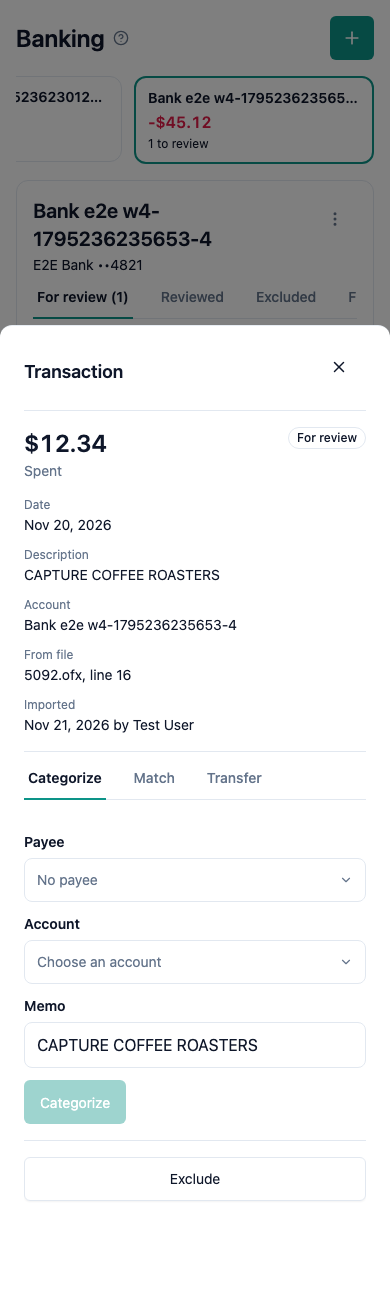 Banking
523623012...
Bank e2e w4-17952362365...
-$45.12
1 to review
Bank e2e w4-
1795236235653-4
E2E Bank ••4821
For review (1)
Reviewed
Excluded
F
Transaction
$12.34
For review
Spent
Date
Nov 20, 2026
Description
CAPTURE COFFEE ROASTERS
Account
Bank e2e w4-1795236235653-4
From file
5092.ofx, line 16
Imported
Nov 21, 2026 by Test User
Categorize
Match
Transfer
Payee
No payee
Account
Choose an account
Memo
CAPTURE COFFEE ROASTERS
Categorize
Exclude